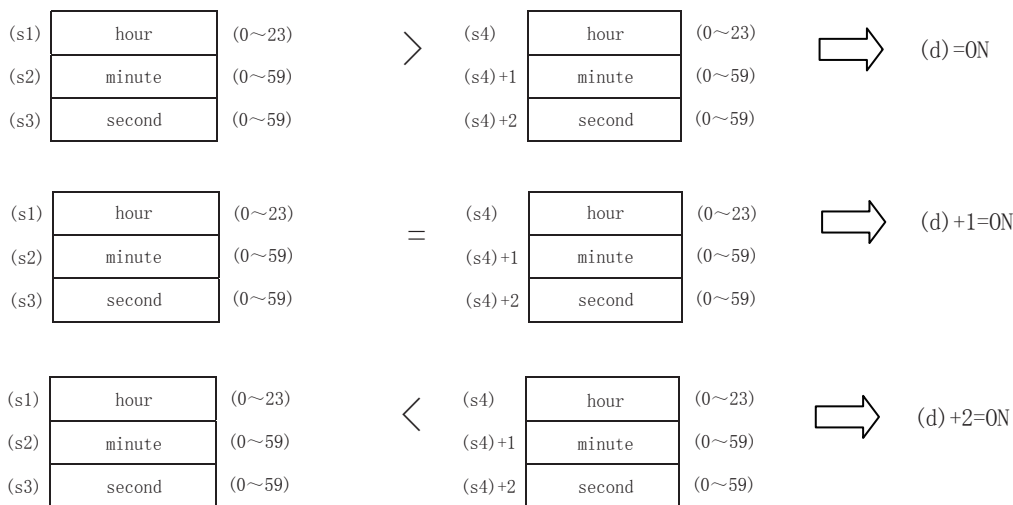 (s1) hour (0～23) > (s4) hour (0～23) (d)=ON
(s2) minute (0～59) (s4)+1 minute (0～59)
(s3) second (0～59) (s4)+2 second (0～59)
(s1) hour (0～23) = (s4) hour (0～23) (d)+1=ON
(s2) minute (0～59) (s4)+1 minute (0～59)
(s3) second (0～59) (s4)+2 second (0～59)
(s1) hour (0～23) < (s4) hour (0～23) (d)+2=ON
(s2) minute (0～59) (s4)+1 minute (0～59)
(s3) second (0～59) (s4)+2 second (0～59)